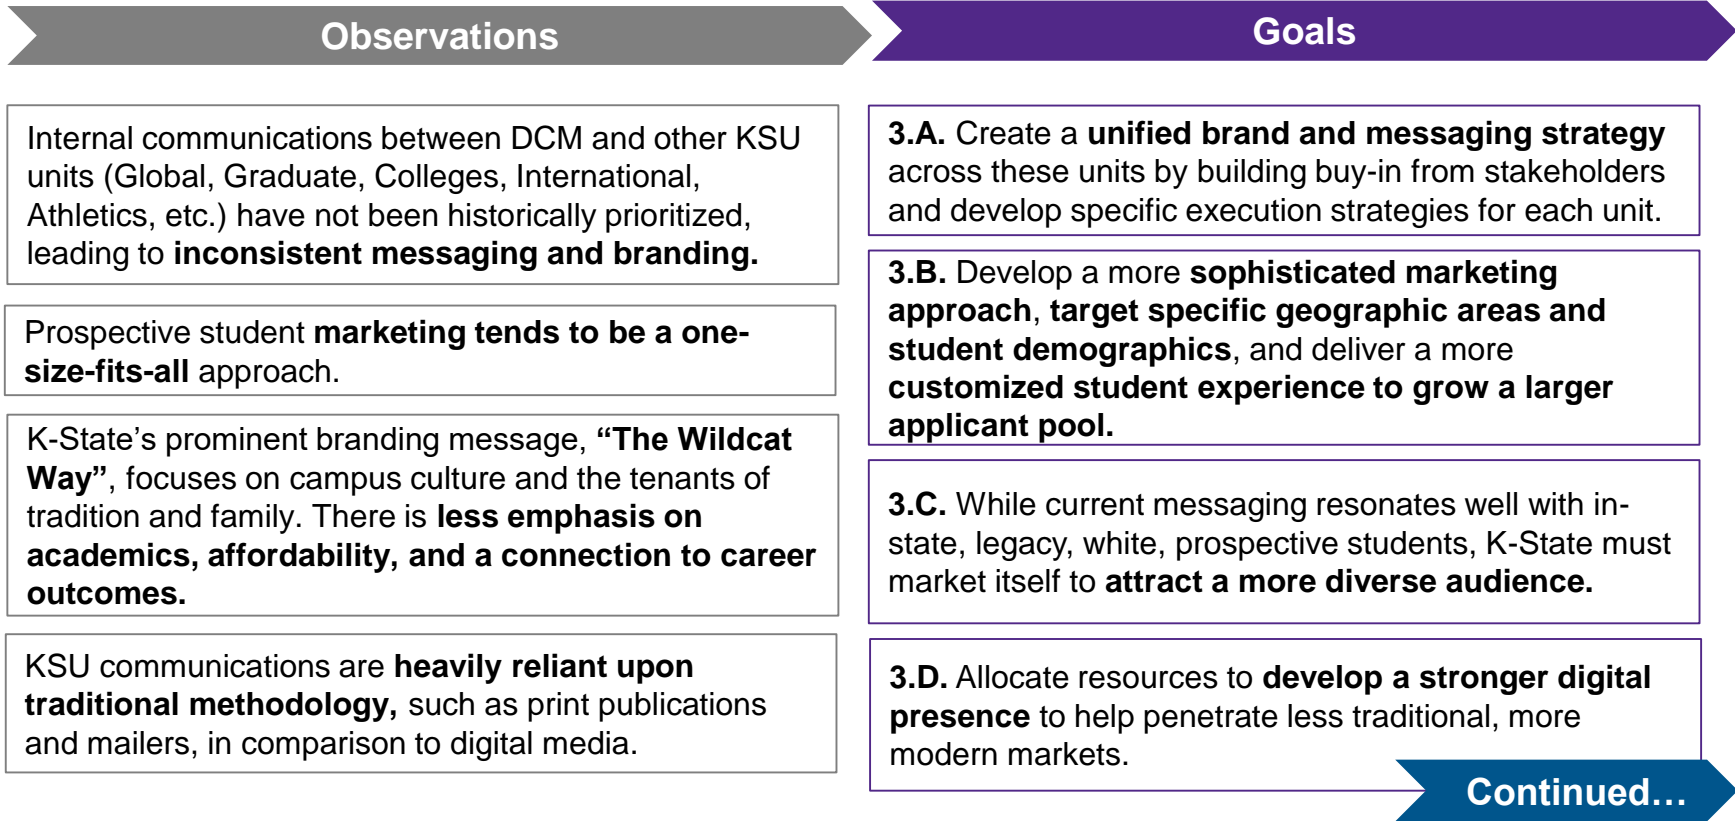 Observations
Internal communications between DCM and other KSU
units (Global, Graduate, Colleges, International,
Athletics, etc.) have not been historically prioritized,
leading to inconsistent messaging and branding.
Prospective student marketing tends to be a one-
size-fits-all approach.
K-State’s prominent branding message, “The Wildcat
Way”, focuses on campus culture and the tenants of
tradition and family. There is less emphasis on
academics, affordability, and a connection to career
outcomes.
KSU communications are heavily reliant upon
traditional methodology, such as print publications
and mailers, in comparison to digital media.
Goals
3.A. Create a unified brand and messaging strategy
across these units by building buy-in from stakeholders
and develop specific execution strategies for each unit.
3.B. Develop a more sophisticated marketing
approach, target specific geographic areas and
student demographics, and deliver a more
customized student experience to grow a larger
applicant pool.
3.C. While current messaging resonates well with in-
state, legacy, white, prospective students, K-State must
market itself to attract a more diverse audience.
3.D. Allocate resources to develop a stronger digital
presence to help penetrate less traditional, more
modern markets.
Continued…